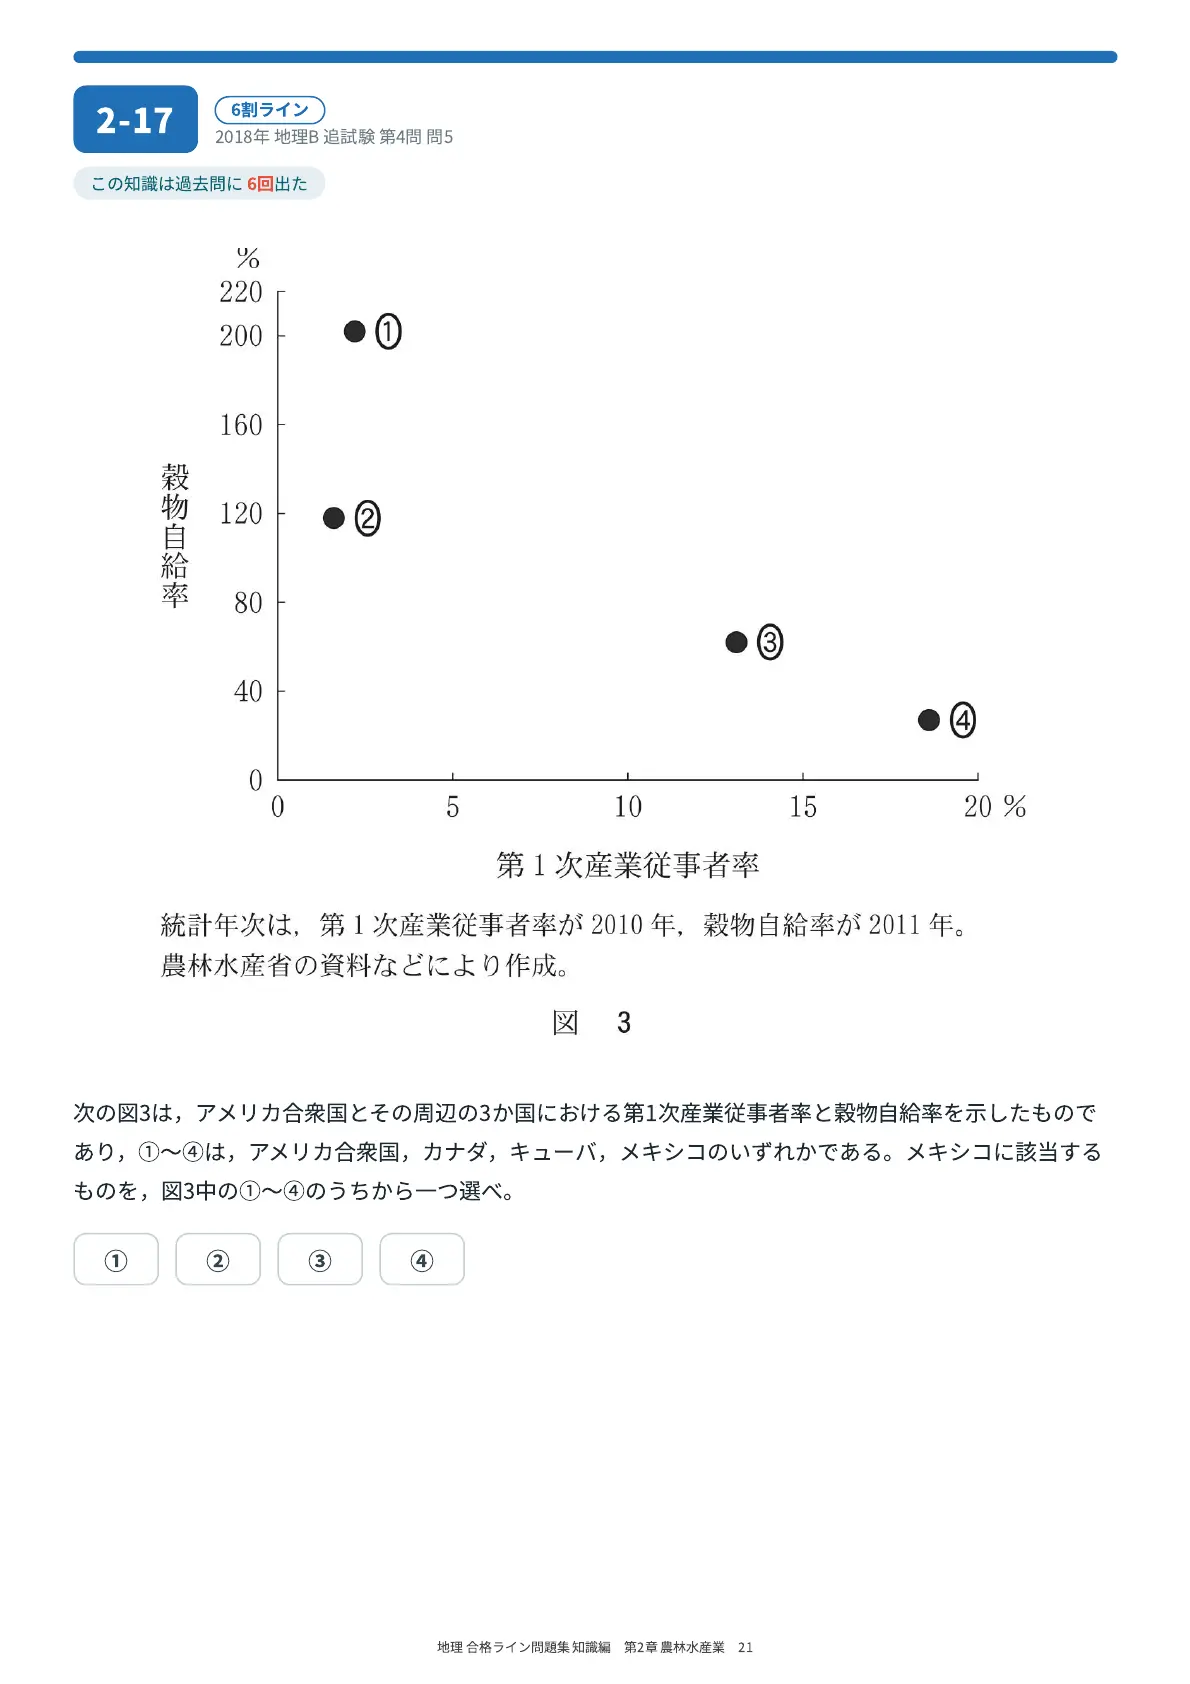 2-17
6割ライン
2018年 地理B 追試験 第4問 問5
この知識は過去問に 6回出た
%
220
200
160
120
80
40
0
穀物自給率
①
②
③
④
0 5 10 15 20 %
第1次産業従事者率
統計年次は，第1次産業従事者率が2010年，穀物自給率が2011年。
農林水産省の資料などにより作成。
図 3
次の図3は，アメリカ合衆国とその周辺の3か国における第1次産業従事者率と穀物自給率を示したもので
あり，①～④は，アメリカ合衆国，カナダ，キューバ，メキシコのいずれかである。メキシコに該当する
ものを，図3中の①～④のうちから一つ選べ。
① ② ③ ④
地理 合格ライン問題集 知識編 第2章 農林水産業 21